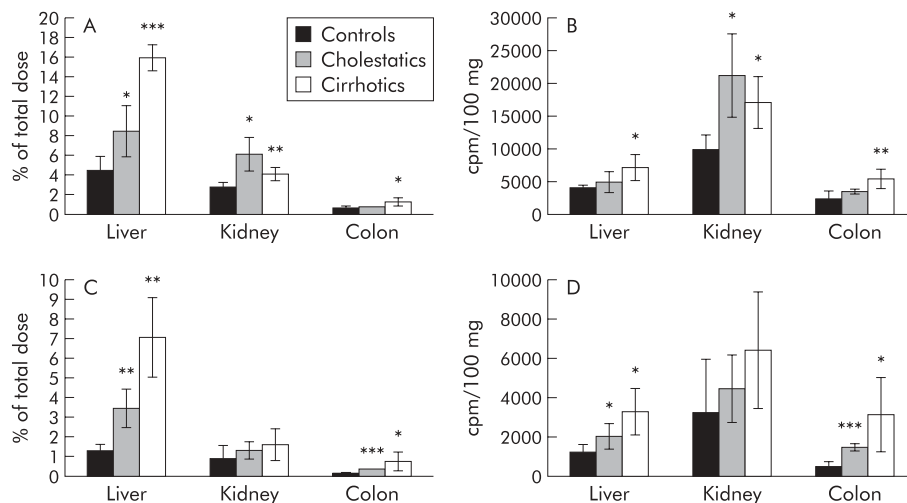 A
% of total dose
20
18
16
14
12
10
8
6
4
2
0
*
***
*
**
*
Liver
Kidney
Colon
Controls
Cholestatics
Cirrhotics
B
cpm/100 mg
30000
25000
20000
15000
10000
5000
0
*
*
*
**
Liver
Kidney
Colon
C
% of total dose
10
9
8
7
6
5
4
3
2
1
0
**
**
***
*
Liver
Kidney
Colon
D
cpm/100 mg
10000
8000
6000
4000
2000
0
*
*
***
*
Liver
Kidney
Colon